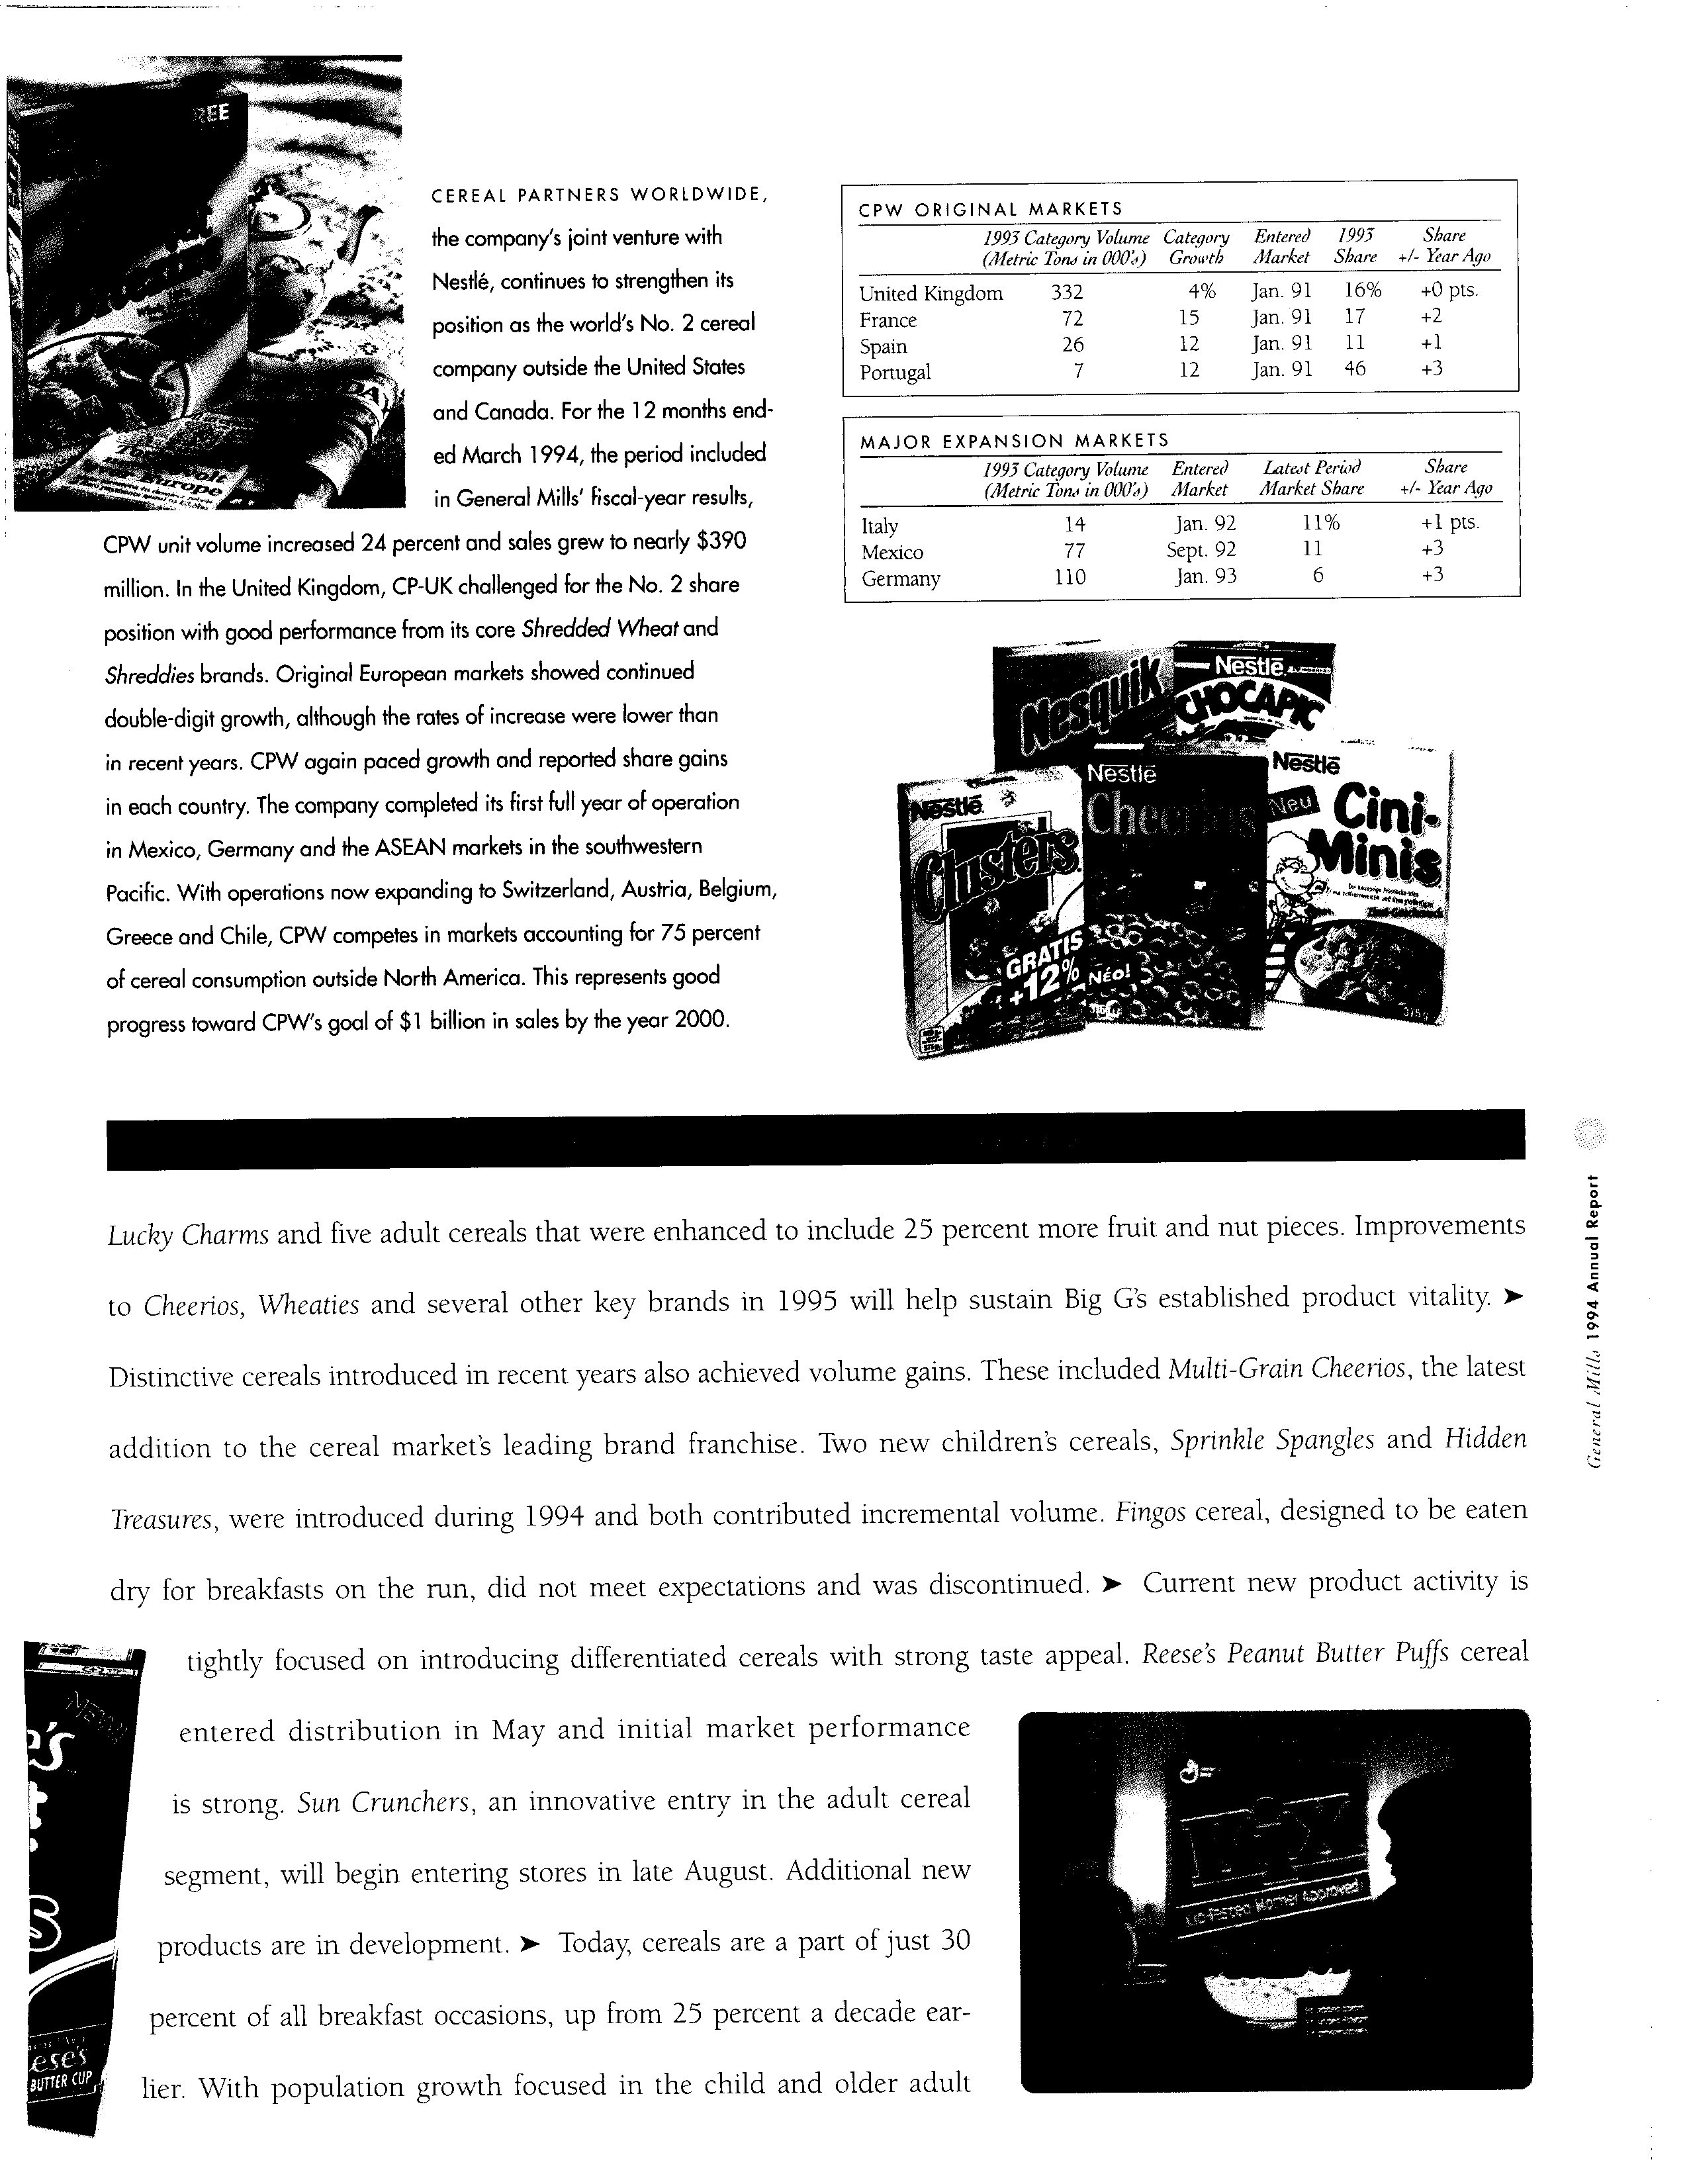 REE
CEREAL PARTNERS WORLDWIDE,
the company's joint venture with
Nestlé, continues to strengthen its
position as the world's No. 2 cereal
company outside the United States
and Canada. For the 12 months end-
ed March 1994, the period included
in General Mills' fiscal-year results,
CPW unit volume increased 24 percent and sales grew to nearly $390
million. In the United Kingdom, CP-UK challenged for the No. 2 share
position with good performance from its core Shredded Wheat and
Shreddies brands. Original European markets showed continued
double-digit growth, although the rates of increase were lower than
in recent years. CPW again paced growth and reported share gains
in each country. The company completed its first full year of operation
in Mexico, Germany and the ASEAN markets in the southwestern
Pacific. With operations now expanding to Switzerland, Austria, Belgium,
Greece and Chile, CPW competes in markets accounting for 75 percent
of cereal consumption outside North America. This represents good
progress toward CPW's goal of $1 billion in sales by the year 2000.
CPW ORIGINAL MARKETS
1993 Category Volume Category Entered 1993 Share
(Metric Tons in 000's) Growth Market Share +/- Year Ago
United Kingdom 332 4% Jan. 91 16% +0 pts.
France 72 15 Jan. 91 17 +2
Spain 26 12 Jan. 91 11 +1
Portugal 7 12 Jan. 91 46 +3
MAJOR EXPANSION MARKETS
1993 Category Volume Entered Latest Period Share
(Metric Tons in 000's) Market Market Share +/- Year Ago
Italy 14 Jan. 92 11% +1 pts.
Mexico 77 Sept. 92 11 +3
Germany 110 Jan. 93 6 +3
Nesquik
Nestlé
CHOCAPIC
Nestlé
Clusters
GRATIS
+12%
Nestlé
Cheerios
Néo!
Nestlé
Neu
Cini-
Minis
375g
Lucky Charms and five adult cereals that were enhanced to include 25 percent more fruit and nut pieces. Improvements
to Cheerios, Wheaties and several other key brands in 1995 will help sustain Big G's established product vitality. ➤
Distinctive cereals introduced in recent years also achieved volume gains. These included Multi-Grain Cheerios, the latest
addition to the cereal market's leading brand franchise. Two new children's cereals, Sprinkle Spangles and Hidden
Treasures, were introduced during 1994 and both contributed incremental volume. Fingos cereal, designed to be eaten
dry for breakfasts on the run, did not meet expectations and was discontinued. ➤ Current new product activity is
tightly focused on introducing differentiated cereals with strong taste appeal. Reese's Peanut Butter Puffs cereal
entered distribution in May and initial market performance
is strong. Sun Crunchers, an innovative entry in the adult cereal
segment, will begin entering stores in late August. Additional new
products are in development. ➤ Today, cereals are a part of just 30
percent of all breakfast occasions, up from 25 percent a decade ear-
lier. With population growth focused in the child and older adult
General Mills 1994 Annual Report
NEW!
e's
t
s
ese's
BUTTER CUP
KiX
Kid-Tested Mother Approved